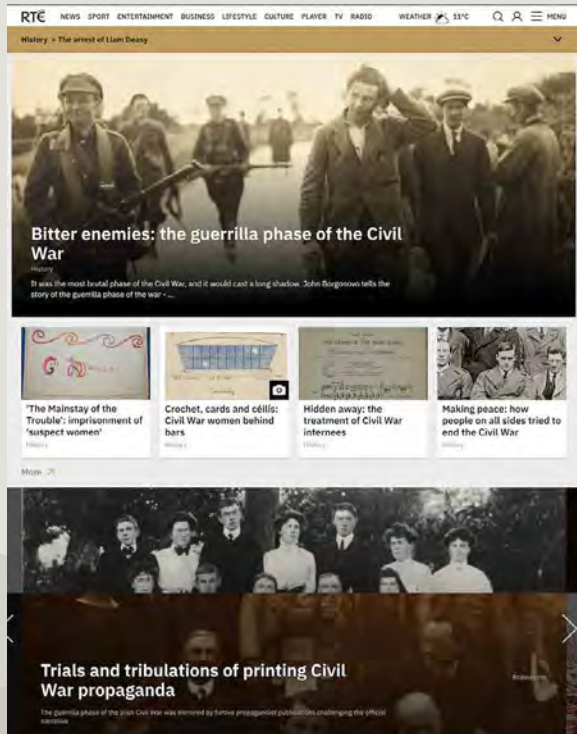 RTÉ NEWS SPORT ENTERTAINMENT BUSINESS LIFESTYLE CULTURE PLAYER TV RADIO WEATHER 11°C MENU
History > The arrest of Liam Deasy
Bitter enemies: the guerrilla phase of the Civil
War
History
It was the most brutal phase of the Civil War, and it would cast a long shadow. John Borgonovo tells the
story of the guerrilla phase of the war - ...
'The Mainstay of the
Trouble': imprisonment of
'suspect women'
History
Crochet, cards and céilís:
Civil War women behind
bars
History
Hidden away: the
treatment of Civil War
internees
History
Making peace: how
people on all sides tried to
end the Civil War
History
More
Trials and tribulations of printing Civil
War propaganda
Brainstorm
The guerrilla phase of the Irish Civil War was mirrored by furtive propagandist publications challenging the official
narrative